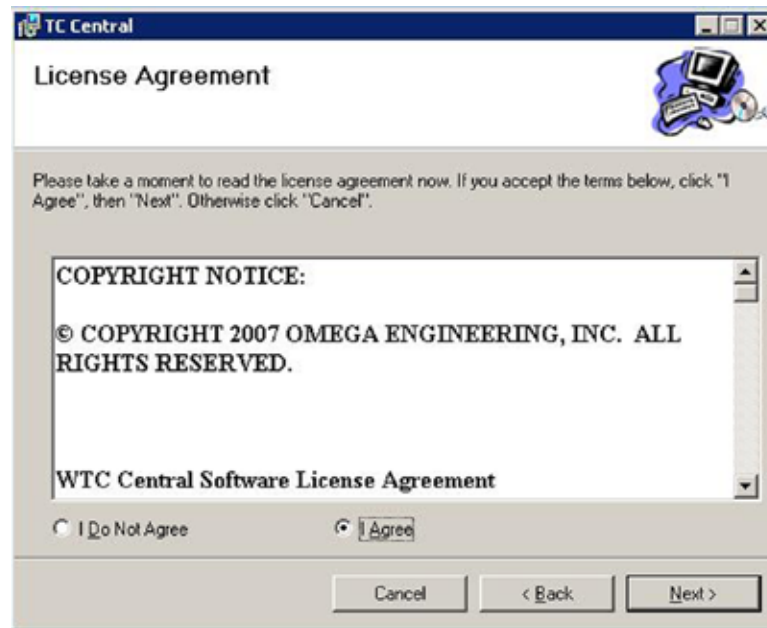 TC Central
License Agreement
Please take a moment to read the license agreement now. If you accept the terms below, click "I
Agree", then "Next". Otherwise click "Cancel".
COPYRIGHT NOTICE:
© COPYRIGHT 2007 OMEGA ENGINEERING, INC. ALL
RIGHTS RESERVED.
WTC Central Software License Agreement
I Do Not Agree
I Agree
Cancel
< Back
Next >